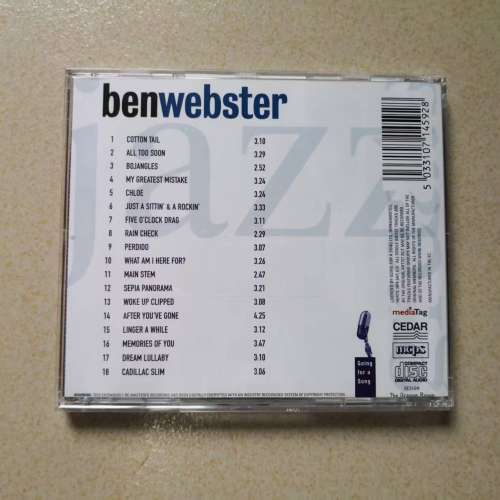 benwebster
jazz
1 COTTON TAIL 3.10
2 ALL TOO SOON 3.29
3 BOJANGLES 2.52
4 MY GREATEST MISTAKE 3.24
5 CHLOE 3.24
6 JUST A SITTIN' & A ROCKIN' 3.33
7 FIVE O'CLOCK DRAG 3.11
8 RAIN CHECK 2.29
9 PERDIDO 3.07
10 WHAT AM I HERE FOR? 3.26
11 MAIN STEM 2.47
12 SEPIA PANORAMA 3.21
13 WOKE UP CLIPPED 3.08
14 AFTER YOU'VE GONE 4.25
15 LINGER A WHILE 3.15
16 MEMORIES OF YOU 3.31
17 DREAM LULLABY 3.10
18 CADILLAC SLIM 3.06
5 033107 145928
mediaTag
CEDAR
mcps
COMPACT
disc
DIGITAL AUDIO
Going
for a
Song